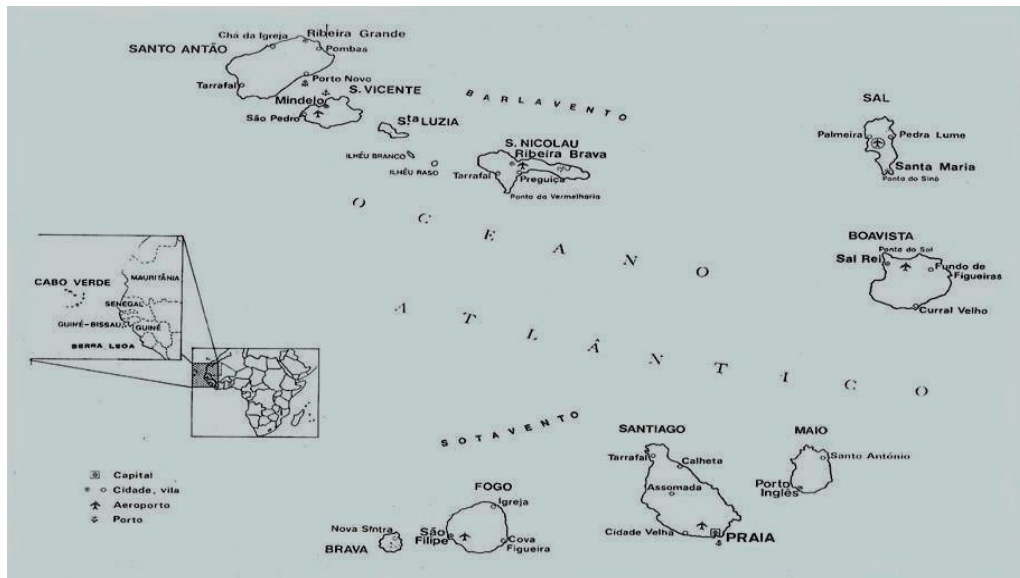 Chá da Igreja
Ribeira Grande
SANTO ANTÃO
Pombas
Tarrafal
Porto Novo
S. VICENTE
Mindelo
São Pedro
Sta LUZIA
ILHÉU BRANCO
ILHÉU RASO
BARLAVENTO
S. NICOLAU
Ribeira Brava
Tarrafal
Preguiça
Ponta da Vermelharia
SAL
Palmeira
Pedra Lume
Santa Maria
Ponta do Sinó
OCEANO
ATLÂNTICO
BOAVISTA
Ponta do Sol
Sal Rei
Fundo de
Figueiras
Curral Velho
CABO VERDE
MAURITÂNIA
SENEGAL
GUINÉ-BISSAU
GUINÉ
SERRA LEOA
SOTAVENTO
SANTIAGO
Tarrafal
Calheta
Assomada
Cidade Velha
PRAIA
MAIO
Santo António
Porto
Inglês
FOGO
Igreja
São
Filipe
Cova
Figueira
Nova Sintra
BRAVA
Capital
Cidade, vila
Aeroporto
Porto